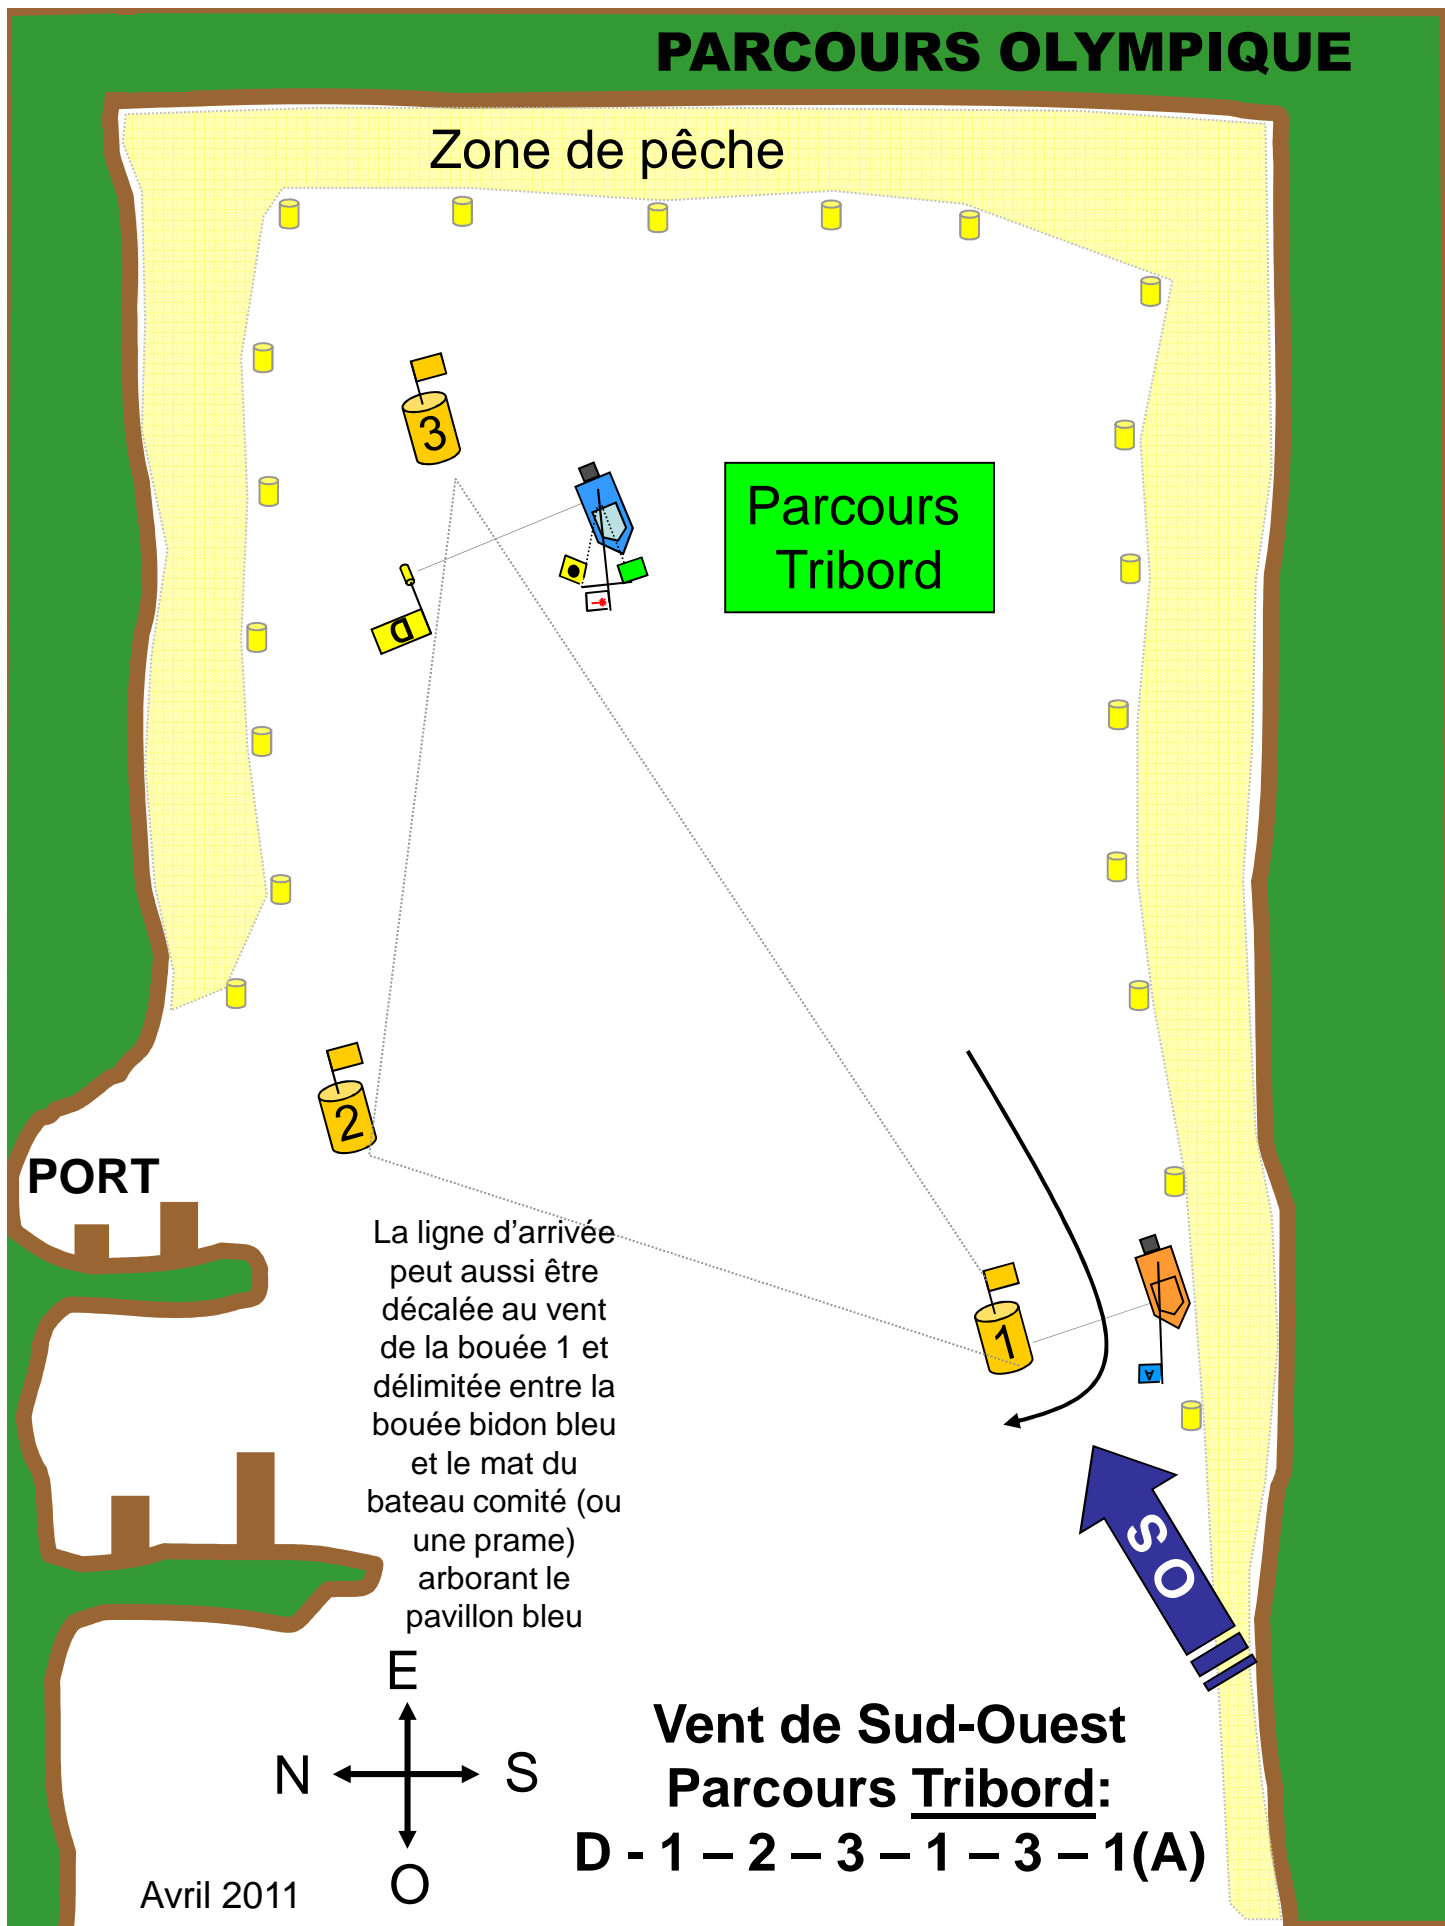 PARCOURS OLYMPIQUE
Zone de pêche
3
Parcours
Tribord
D
2
PORT
La ligne d’arrivée
peut aussi être
décalée au vent
de la bouée 1 et
délimitée entre la
bouée bidon bleu
et le mat du
bateau comité (ou
une prame)
arborant le
pavillon bleu
1
A
S O
E
N
S
O
Vent de Sud-Ouest
Parcours Tribord:
D - 1 – 2 – 3 – 1 – 3 – 1(A)
Avril 2011